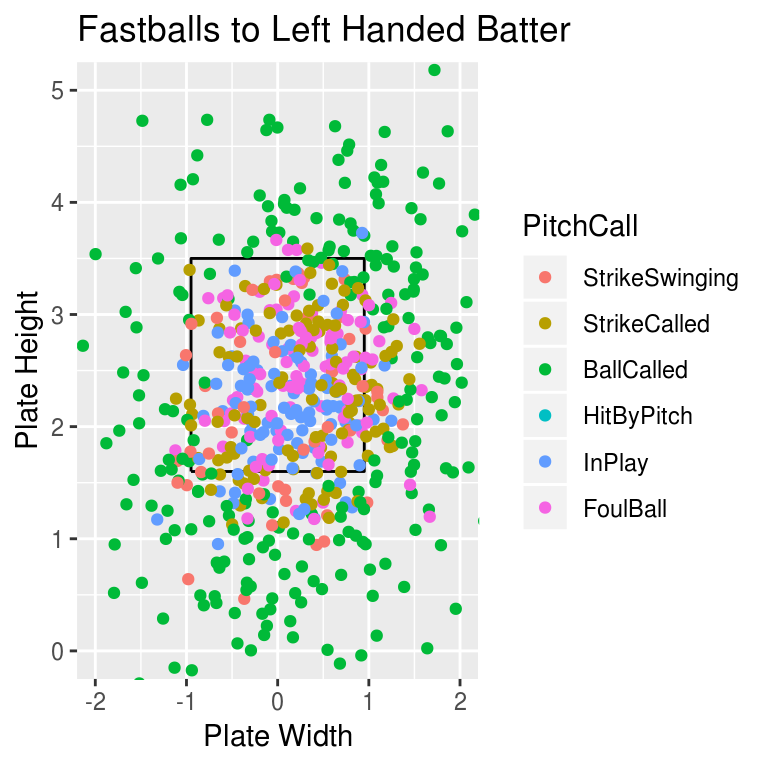 Fastballs to Left Handed Batter
Plate Height
5
4
3
2
1
0
-2 -1 0 1 2
Plate Width
PitchCall
StrikeSwinging
StrikeCalled
BallCalled
HitByPitch
InPlay
FoulBall